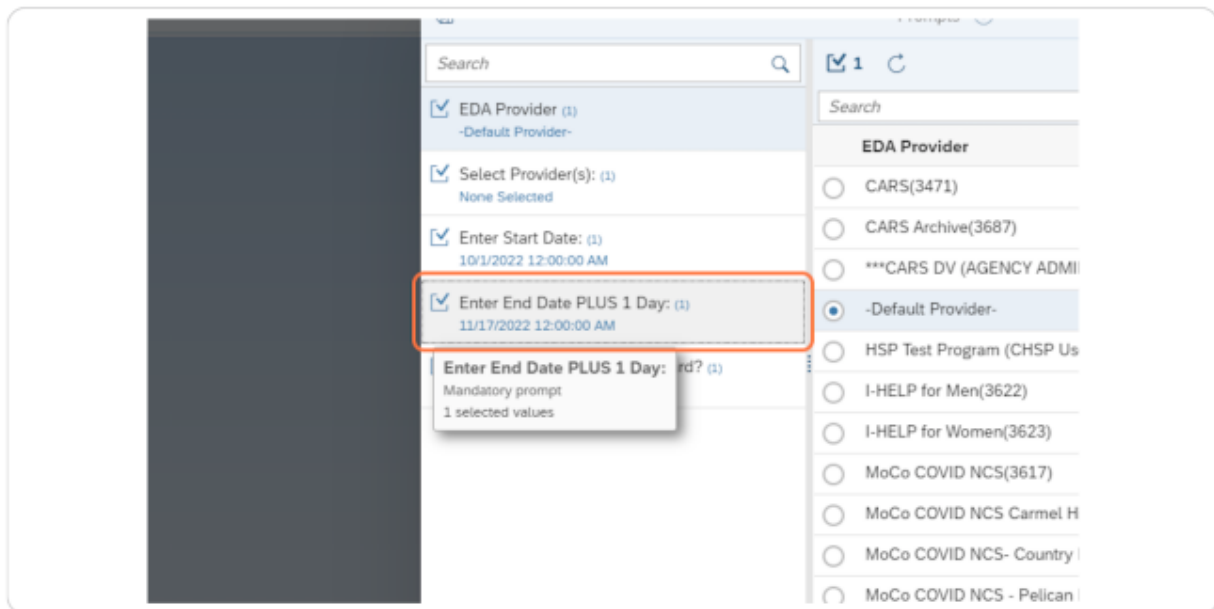 Prompts
Search
EDA Provider (1)
-Default Provider-
Select Provider(s): (1)
None Selected
Enter Start Date: (1)
10/1/2022 12:00:00 AM
Enter End Date PLUS 1 Day: (1)
11/17/2022 12:00:00 AM
rd? (1)
Enter End Date PLUS 1 Day:
Mandatory prompt
1 selected values
1
Search
EDA Provider
CARS(3471)
CARS Archive(3687)
***CARS DV (AGENCY ADMI
-Default Provider-
HSP Test Program (CHSP Us
I-HELP for Men(3622)
I-HELP for Women(3623)
MoCo COVID NCS(3617)
MoCo COVID NCS Carmel H
MoCo COVID NCS- Country
MoCo COVID NCS - Pelican